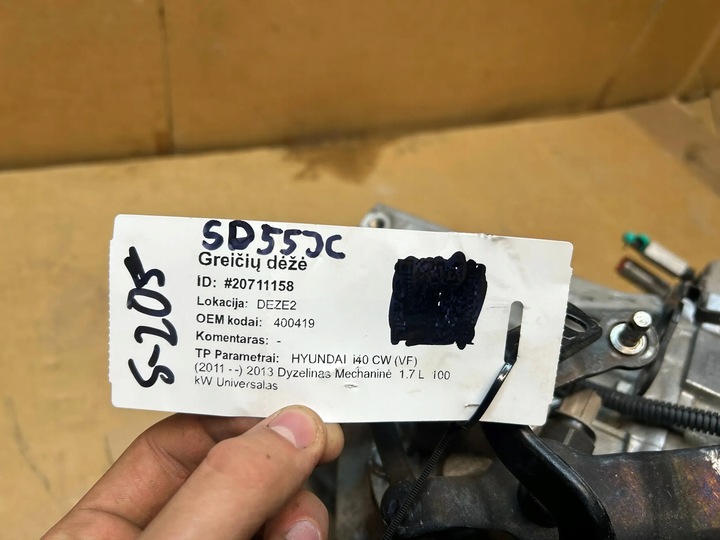 SD55JC
Greičių dėžė
ID: #20711158
Lokacija: DEZE2
OEM kodai: 400419
Komentaras: -
TP Parametrai: HYUNDAI i40 CW (VF)
(2011 --) 2013 Dyzelinas Mechaninė 1.7 L 100
kW Universalas
S-205